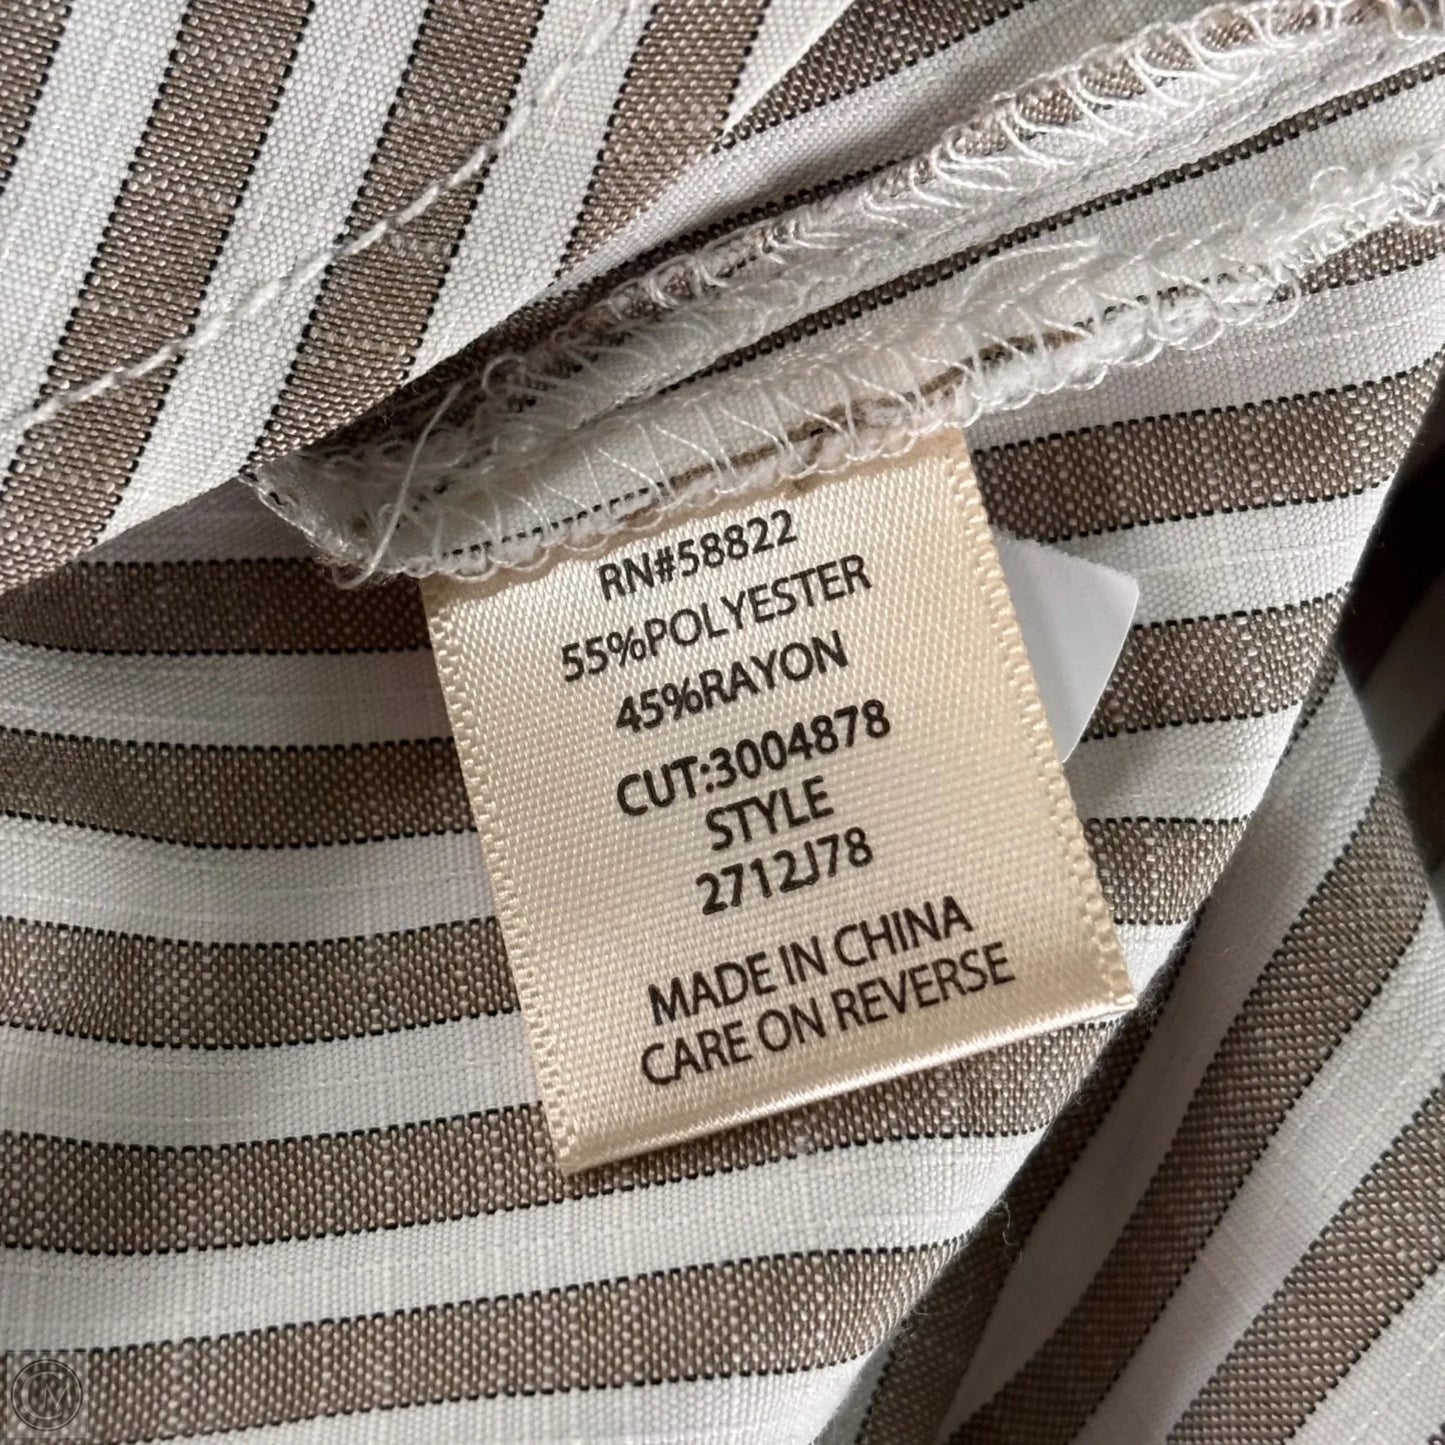 RN#58822
55%POLYESTER
45%RAYON
CUT:3004878
STYLE
2712J78
MADE IN CHINA
CARE ON REVERSE